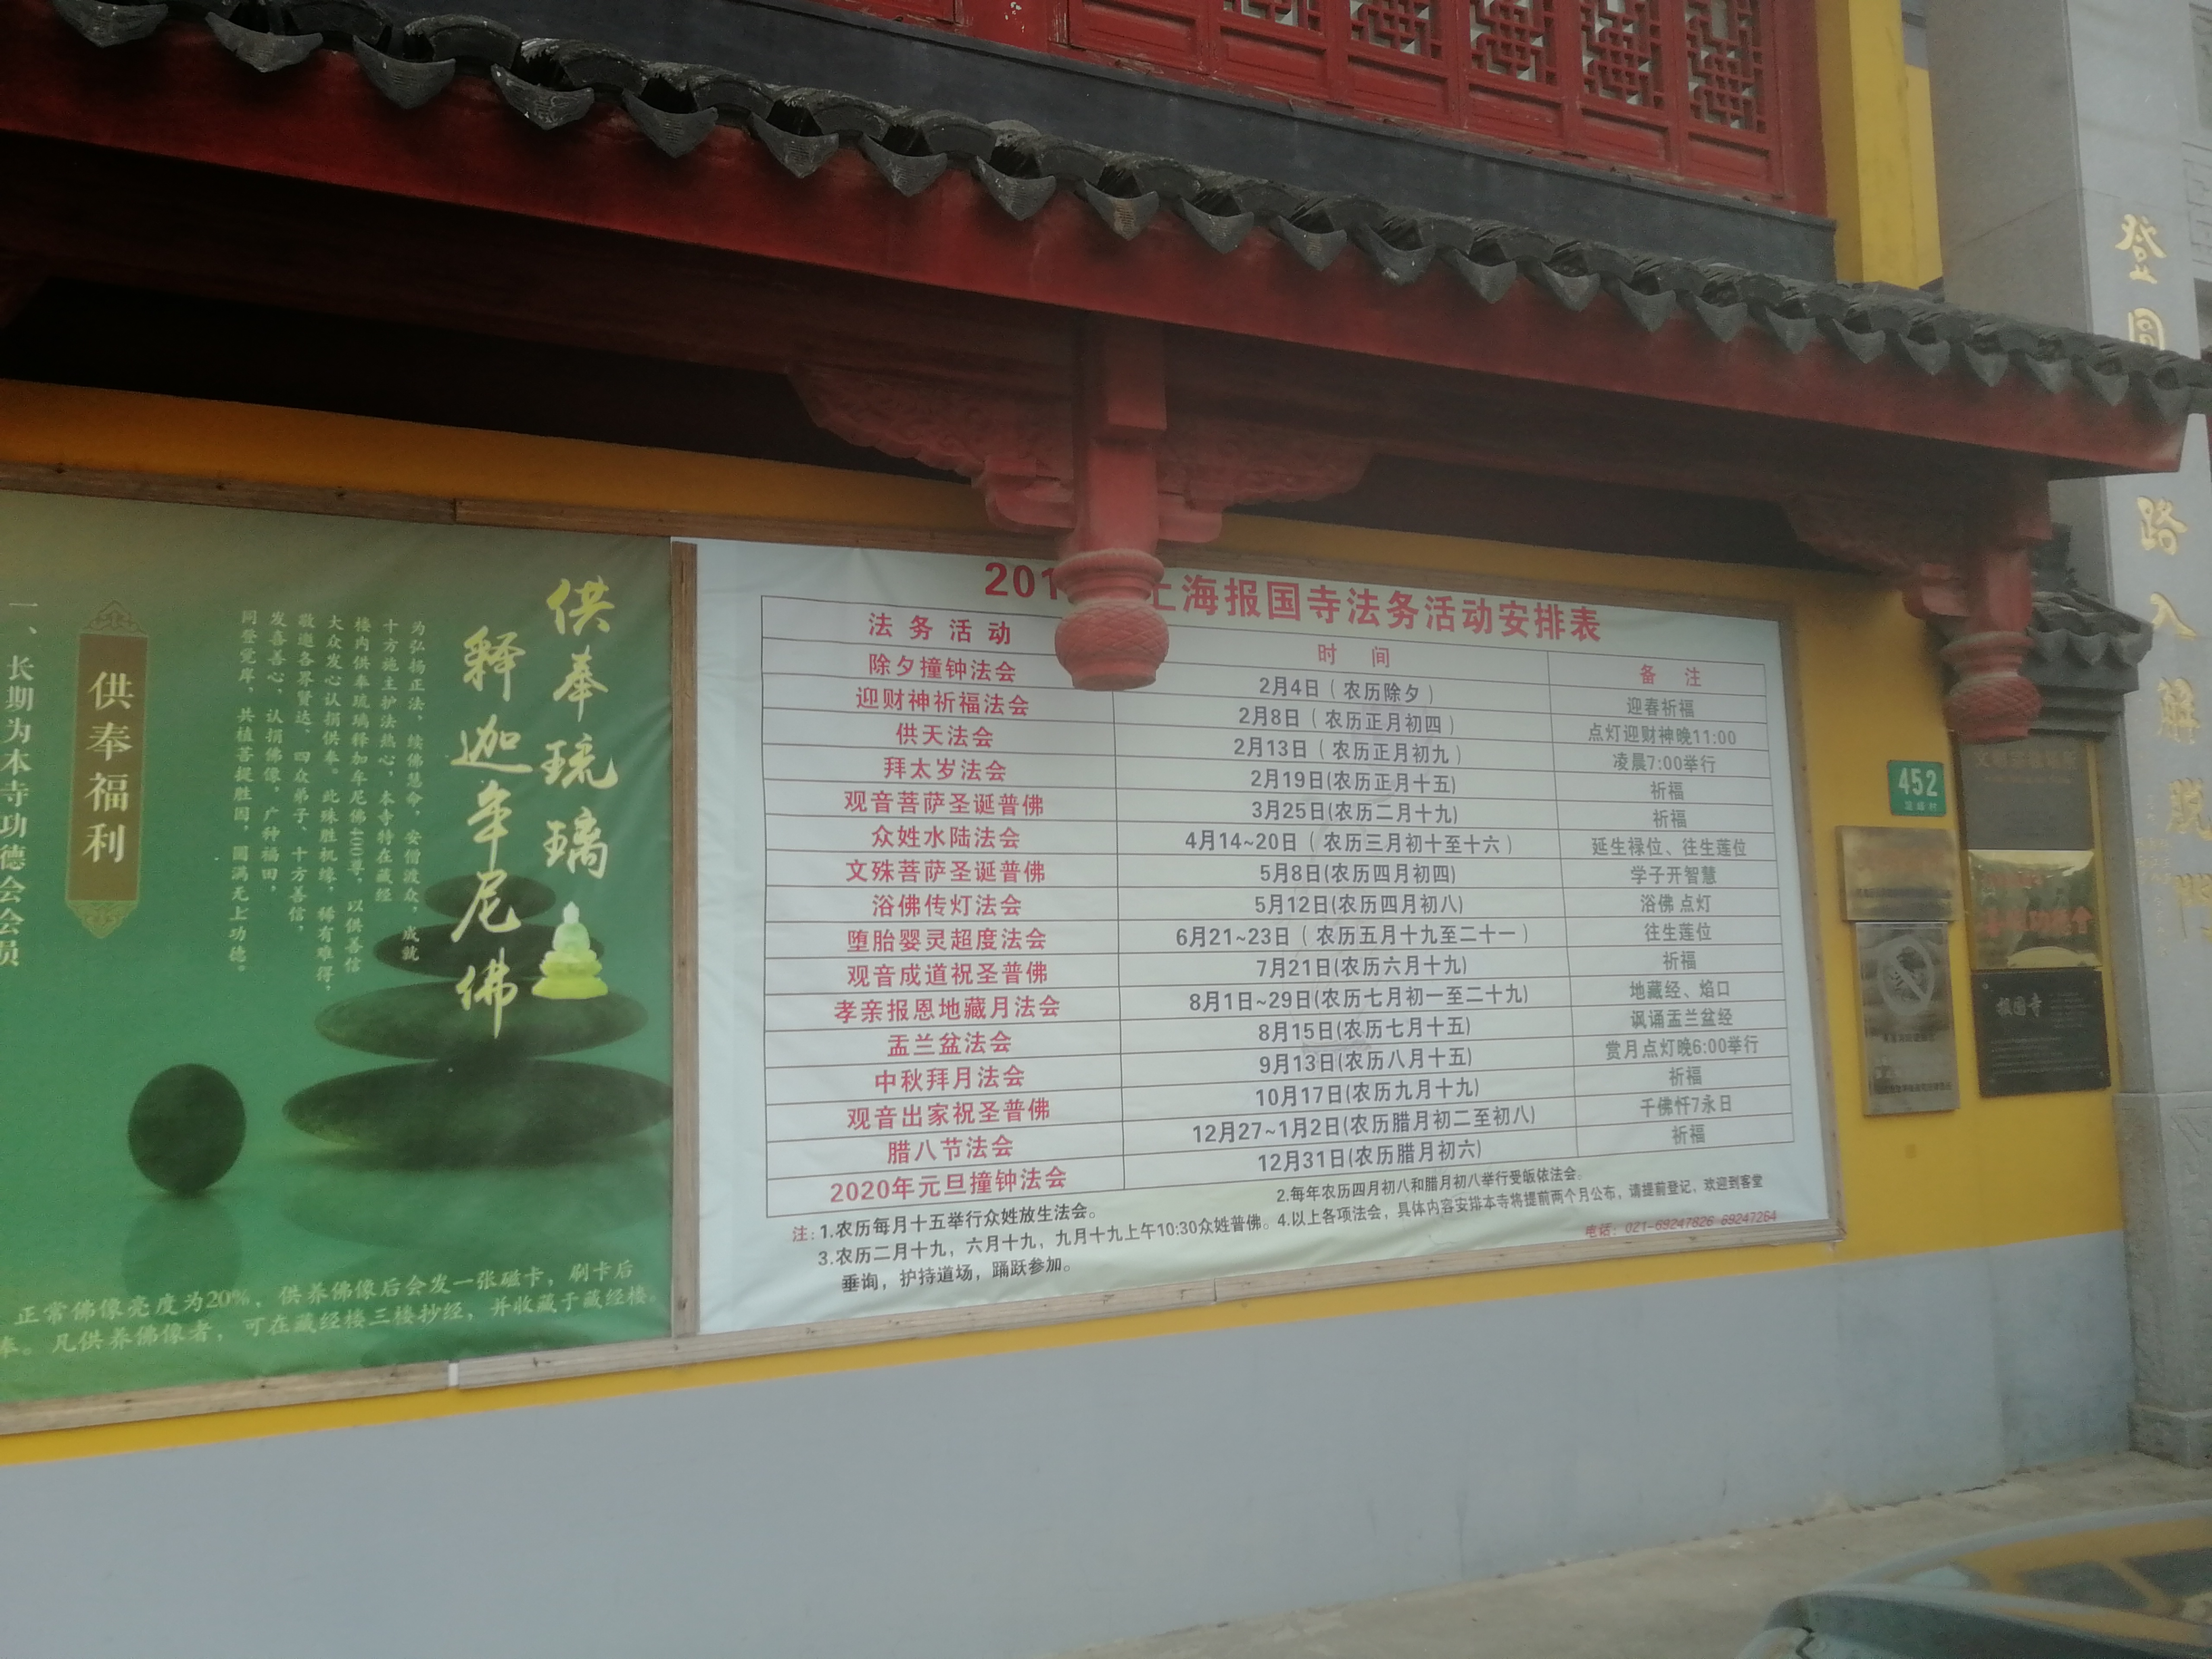 供奉琉璃
释迦牟尼佛
为弘扬正法、续佛慧命，安僧渡众，成就
十方施主护法热心，本寺特在藏经
楼内供奉琉璃释加牟尼佛400尊，以供善信
大众发心认捐供奉。此殊胜机缘，稀有难得，
敬邀各界贤达、四众弟子、十方善信，
发喜善心，认捐佛像，广种福田，
同登觉岸，共植菩提胜因，圆满无上功德。
供奉福利
一、长期为本寺功德会会员
正常佛像亮度为20%，供养佛像后会发一张磁卡，刷卡后
奉。凡供养佛像者，可在藏经楼三楼抄经，并收藏于藏经楼。
201 上海报国寺法务活动安排表
法务活动 时间 备注
除夕撞钟法会 2月4日（农历除夕） 迎春祈福
迎财神祈福法会 2月8日（农历正月初四） 点灯迎财神晚11:00
供天法会 2月13日（农历正月初九） 凌晨7:00举行
拜太岁法会 2月19日(农历正月十五) 祈福
观音菩萨圣诞普佛 3月25日(农历二月十九) 祈福
众姓水陆法会 4月14~20日（农历三月初十至十六） 延生禄位、往生莲位
文殊菩萨圣诞普佛 5月8日(农历四月初四) 学子开智慧
浴佛传灯法会 5月12日(农历四月初八) 浴佛 点灯
堕胎婴灵超度法会 6月21~23日（农历五月十九至二十一） 往生莲位
观音成道祝圣普佛 7月21日(农历六月十九) 祈福
孝亲报恩地藏月法会 8月1日~29日(农历七月初一至二十九) 地藏经、焰口
盂兰盆法会 8月15日(农历七月十五) 讽诵盂兰盆经
中秋拜月法会 9月13日(农历八月十五) 赏月点灯晚6:00举行
观音出家祝圣普佛 10月17日(农历九月十九) 祈福
腊八节法会 12月27~1月2日(农历腊月初二至初八) 千佛忏7永日
2020年元旦撞钟法会 12月31日(农历腊月初六) 祈福
注：1.农历每月十五举行众姓放生法会。 2.每年农历四月初八和腊月初八举行受皈依法会。
3.农历二月十九，六月十九，九月十九上午10:30众姓普佛。4.以上各项法会，具体内容安排本寺将提前两个月公布，请提前登记，欢迎到客堂
垂询，护持道场，踊跃参加。
电话：021-69247826 69247264
452
报国寺
登圆
路入解脱門